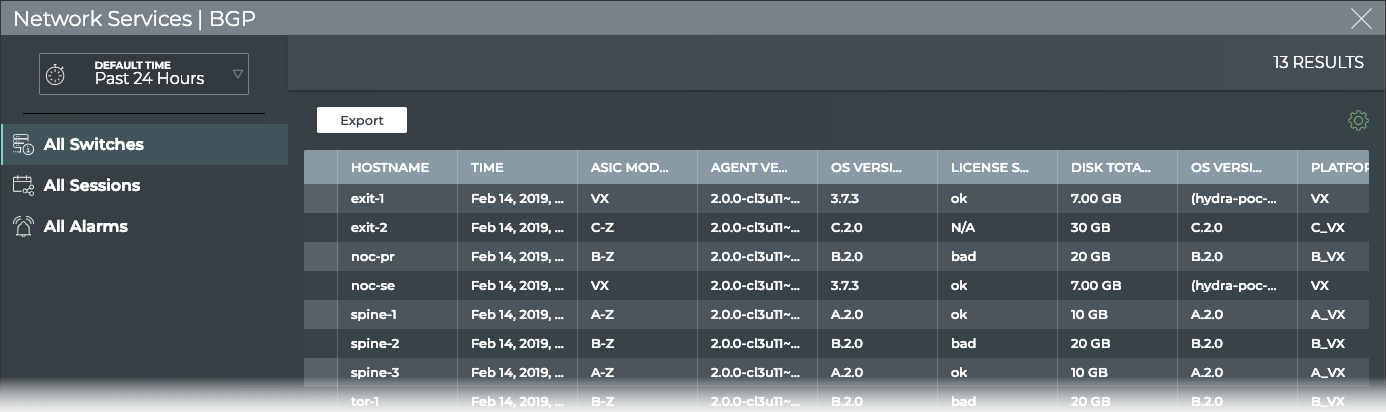 Network Services | BGP
DEFAULT TIME
Past 24 Hours
13 RESULTS
All Switches
All Sessions
All Alarms
Export
HOSTNAME TIME ASIC MOD... AGENT VE... OS VERSI... LICENSE S... DISK TOTA... OS VERSI... PLATFOR
exit-1 Feb 14, 2019, ... VX 2.0.0-cl3u11~... 3.7.3 ok 7.00 GB (hydra-poc-... VX
exit-2 Feb 14, 2019, ... C-Z 2.0.0-cl3u11~... C.2.0 N/A 30 GB C.2.0 C_VX
noc-pr Feb 14, 2019, ... B-Z 2.0.0-cl3u11~... B.2.0 bad 20 GB B.2.0 B_VX
noc-se Feb 14, 2019, ... VX 2.0.0-cl3u11~... 3.7.3 ok 7.00 GB (hydra-poc-... VX
spine-1 Feb 14, 2019, ... A-Z 2.0.0-cl3u11~... A.2.0 ok 10 GB A.2.0 A_VX
spine-2 Feb 14, 2019, ... B-Z 2.0.0-cl3u11~... B.2.0 bad 20 GB B.2.0 B_VX
spine-3 Feb 14, 2019, ... A-Z 2.0.0-cl3u11~... A.2.0 ok 10 GB A.2.0 A_VX
tor-1 Feb 14, 2019, ... B-Z 2.0.0-cl3u11~... B.2.0 bad 20 GB B.2.0 B_VX